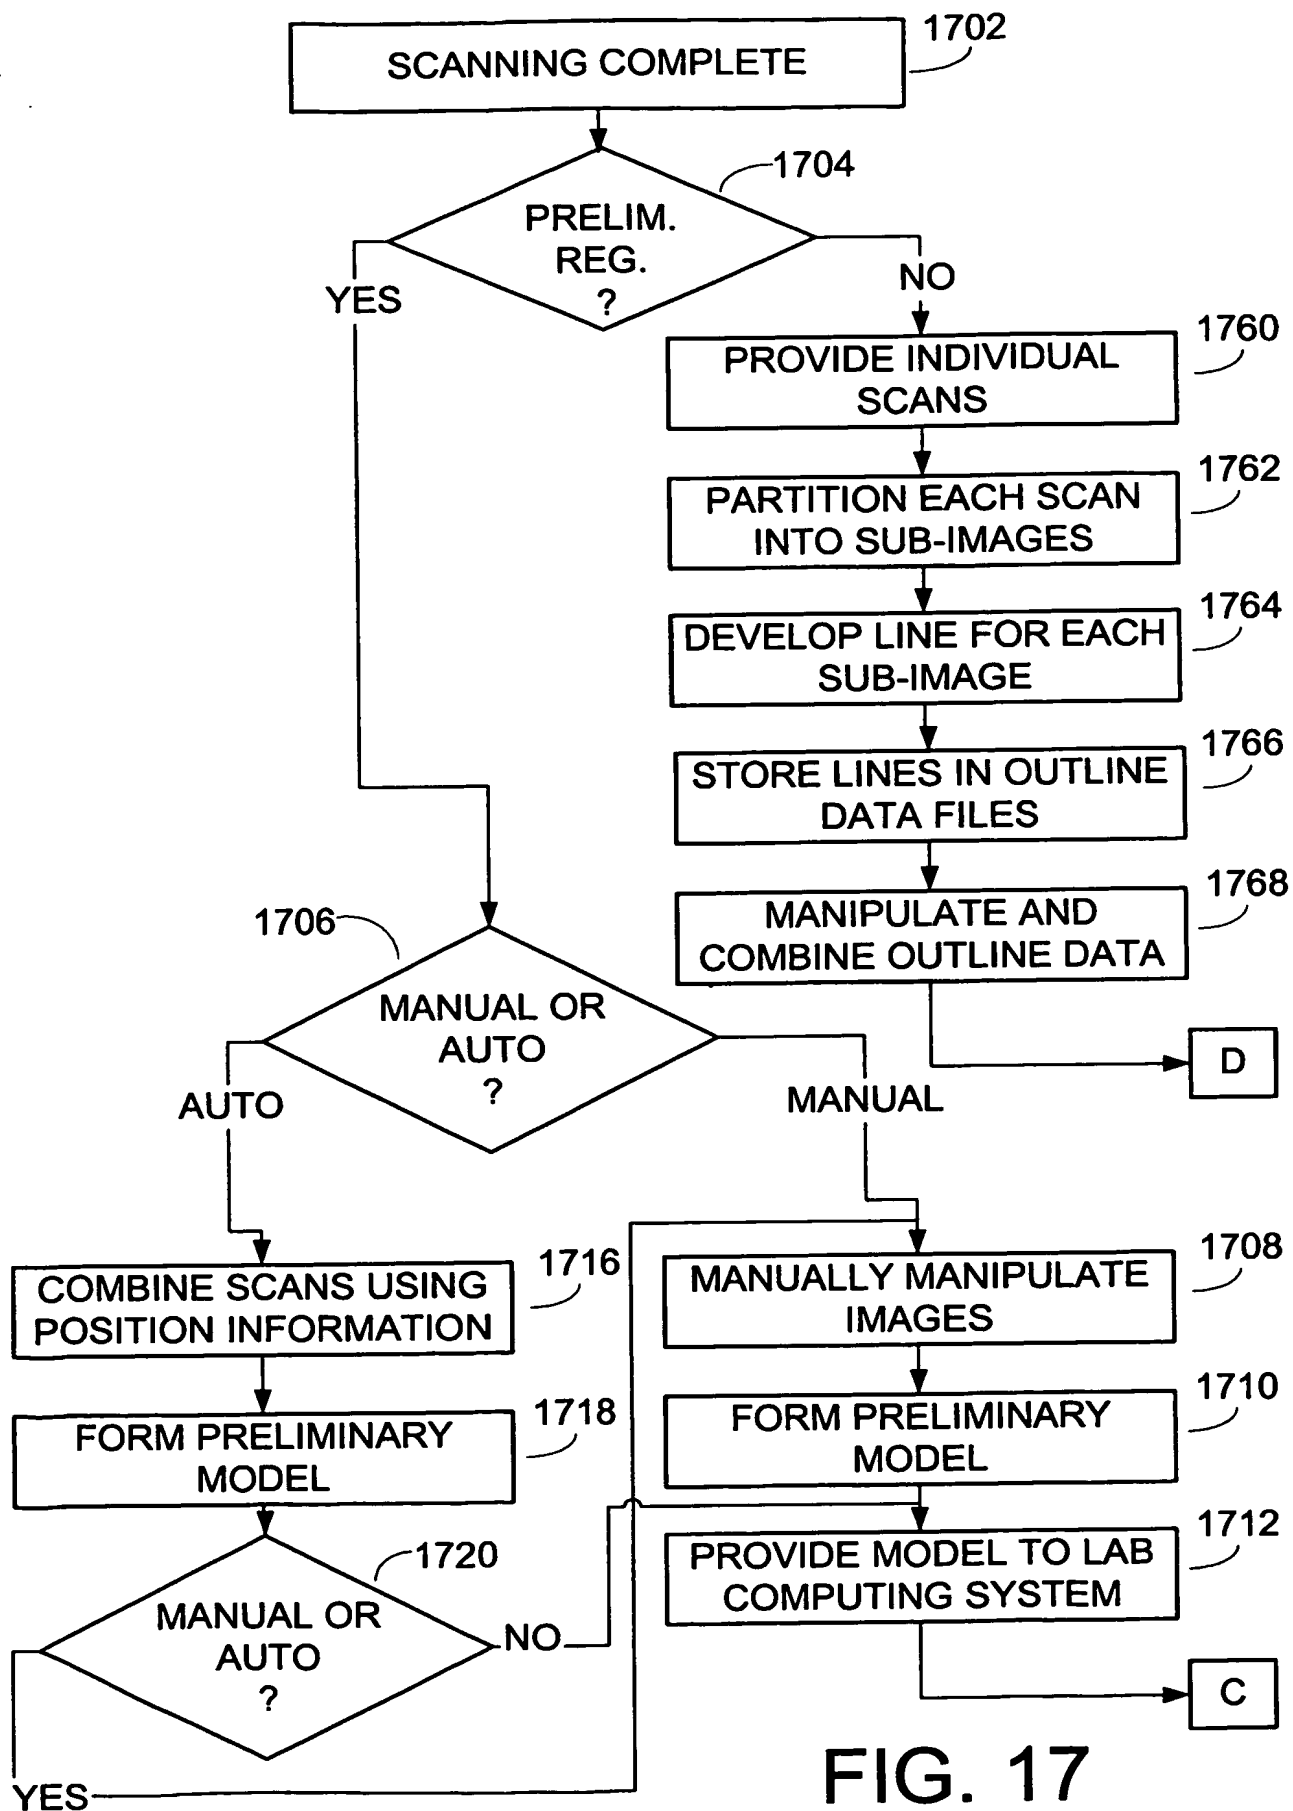 1702
SCANNING COMPLETE
1704
PRELIM.
REG.
?
YES
NO
1760
PROVIDE INDIVIDUAL
SCANS
1762
PARTITION EACH SCAN
INTO SUB-IMAGES
1764
DEVELOP LINE FOR EACH
SUB-IMAGE
1766
STORE LINES IN OUTLINE
DATA FILES
1768
MANIPULATE AND
COMBINE OUTLINE DATA
D
1706
MANUAL OR
AUTO
?
AUTO
MANUAL
1716
COMBINE SCANS USING
POSITION INFORMATION
1718
FORM PRELIMINARY
MODEL
1720
MANUAL OR
AUTO
?
NO
YES
1708
MANUALLY MANIPULATE
IMAGES
1710
FORM PRELIMINARY
MODEL
1712
PROVIDE MODEL TO LAB
COMPUTING SYSTEM
C
FIG. 17